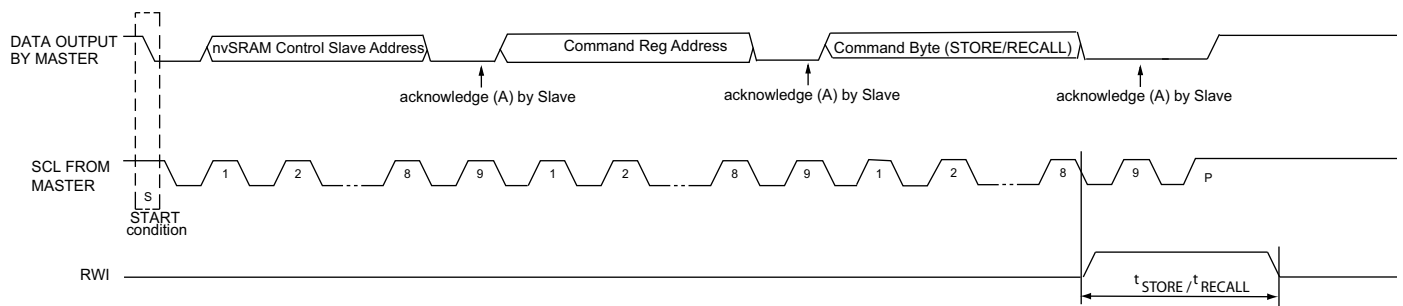 DATA OUTPUT
BY MASTER
nvSRAM Control Slave Address
Command Reg Address
Command Byte (STORE/RECALL)
acknowledge (A) by Slave
acknowledge (A) by Slave
acknowledge (A) by Slave
SCL FROM
MASTER
1 2 8 9 1 2 8 9 1 2 8 9 P
S
START
condition
RWI
tSTORE / tRECALL